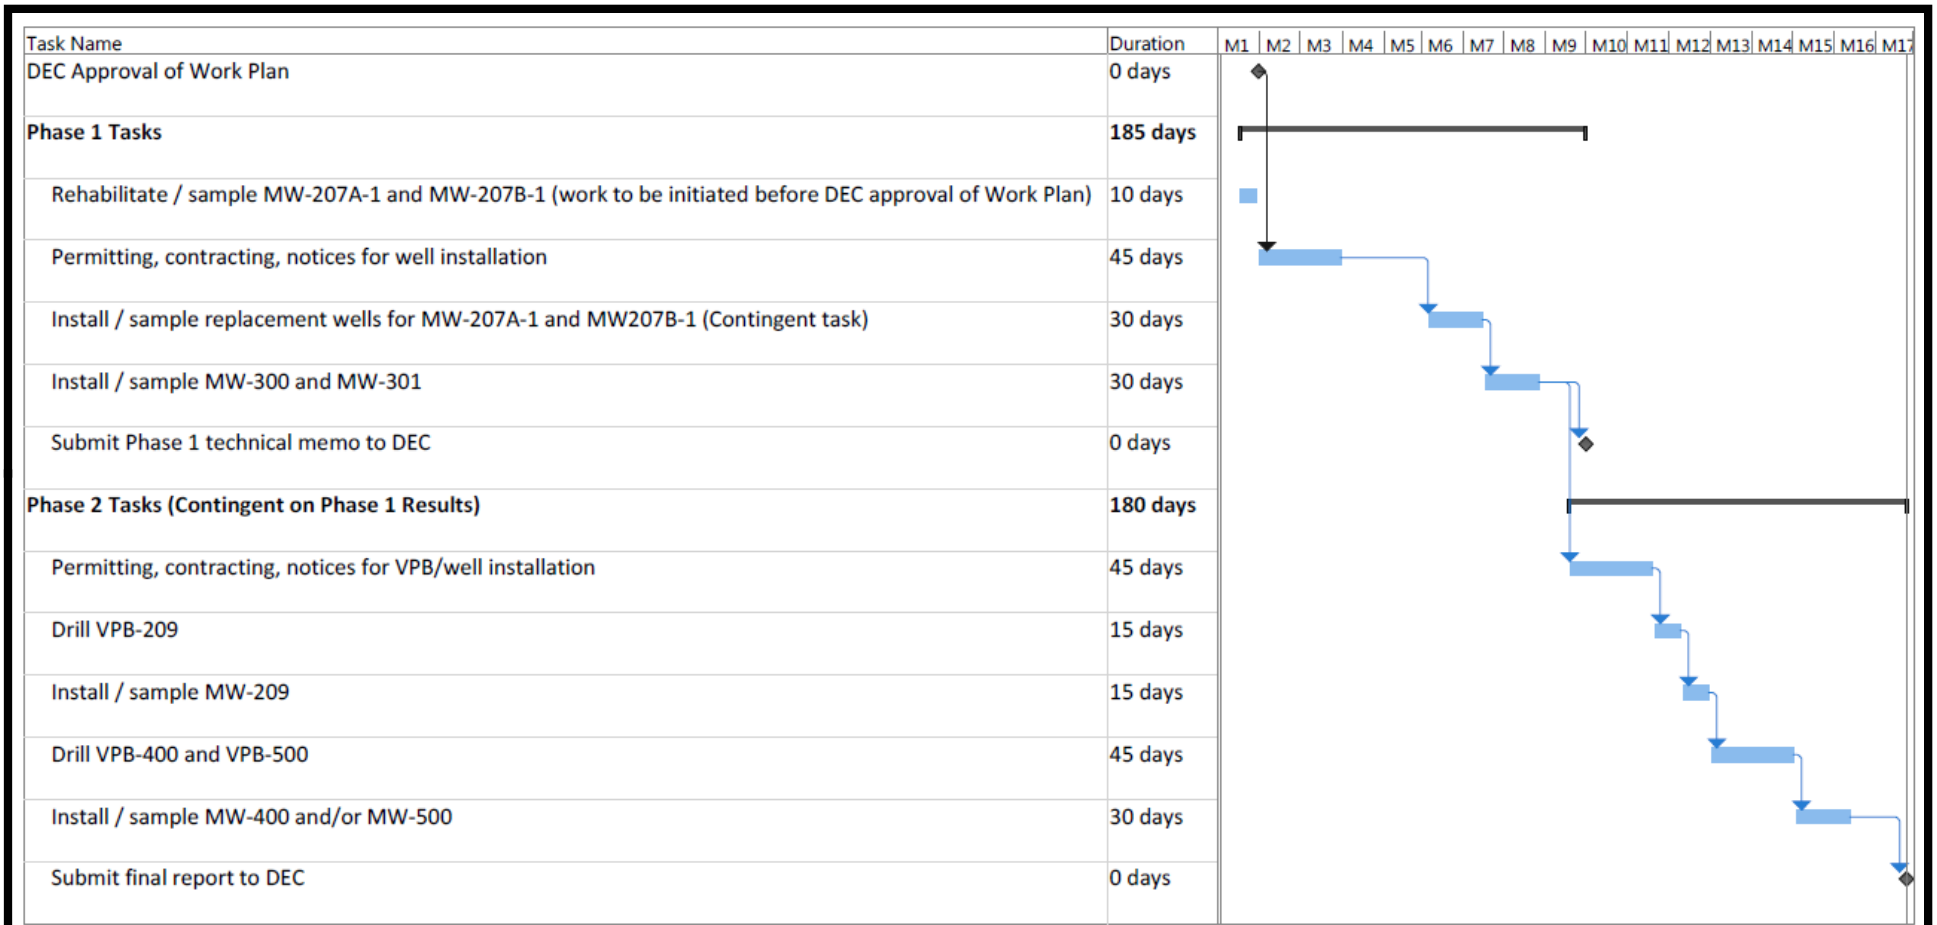 Task Name Duration M1 M2 M3 M4 M5 M6 M7 M8 M9 M10 M11 M12 M13 M14 M15 M16 M17
DEC Approval of Work Plan 0 days
Phase 1 Tasks 185 days
Rehabilitate / sample MW-207A-1 and MW-207B-1 (work to be initiated before DEC approval of Work Plan) 10 days
Permitting, contracting, notices for well installation 45 days
Install / sample replacement wells for MW-207A-1 and MW207B-1 (Contingent task) 30 days
Install / sample MW-300 and MW-301 30 days
Submit Phase 1 technical memo to DEC 0 days
Phase 2 Tasks (Contingent on Phase 1 Results) 180 days
Permitting, contracting, notices for VPB/well installation 45 days
Drill VPB-209 15 days
Install / sample MW-209 15 days
Drill VPB-400 and VPB-500 45 days
Install / sample MW-400 and/or MW-500 30 days
Submit final report to DEC 0 days